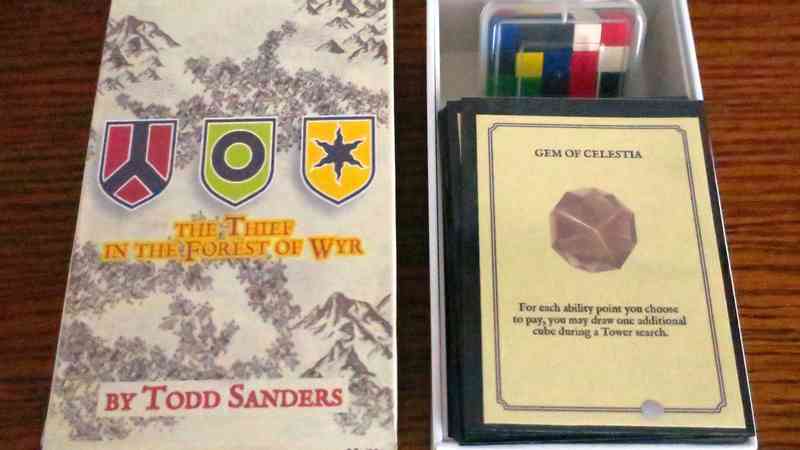 THE THIEF
IN THE FOREST OF WYR
BY TODD SANDERS
GEM OF CELESTIA
For each ability point you choose
to pay, you may draw one additional
cube during a Tower search.